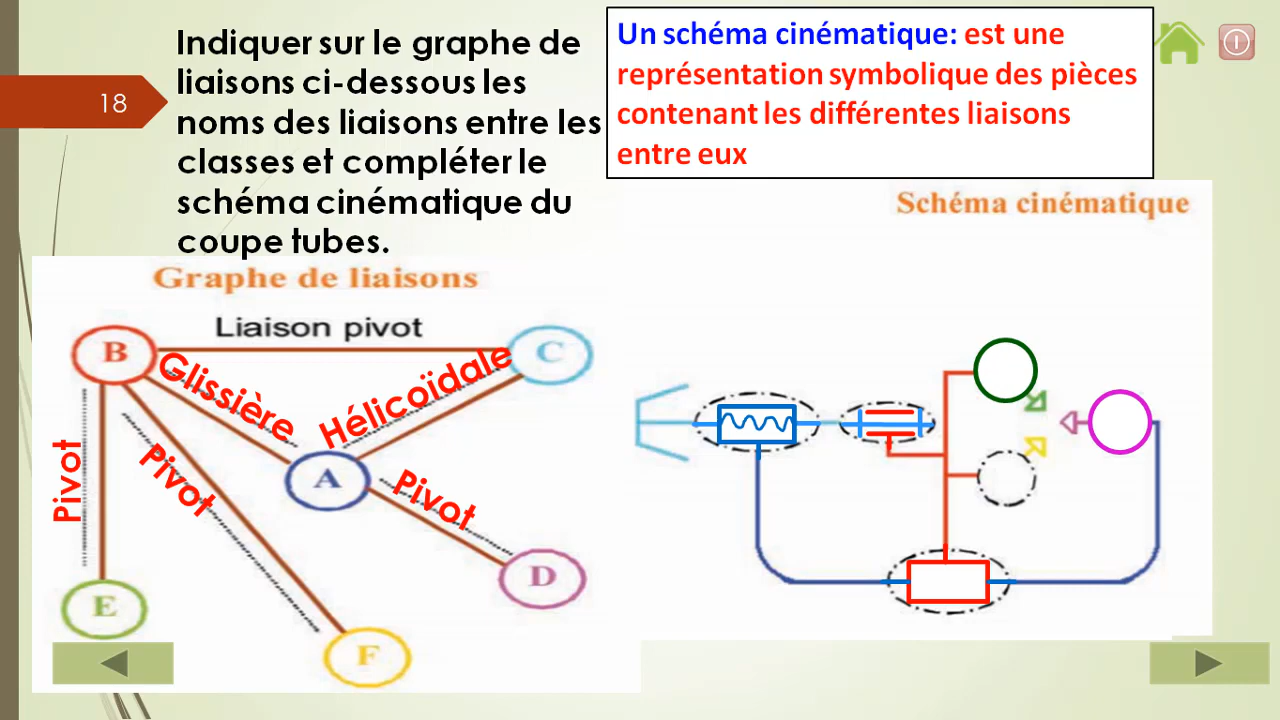 18
Indiquer sur le graphe de
liaisons ci-dessous les
noms des liaisons entre les
classes et compléter le
schéma cinématique du
coupe tubes.
Un schéma cinématique: est une
représentation symbolique des pièces
contenant les différentes liaisons
entre eux
Graphe de liaisons
Liaison pivot
B
C
Glissière
Hélicoïdale
Pivot
Pivot
A
Pivot
D
E
F
Schéma cinématique